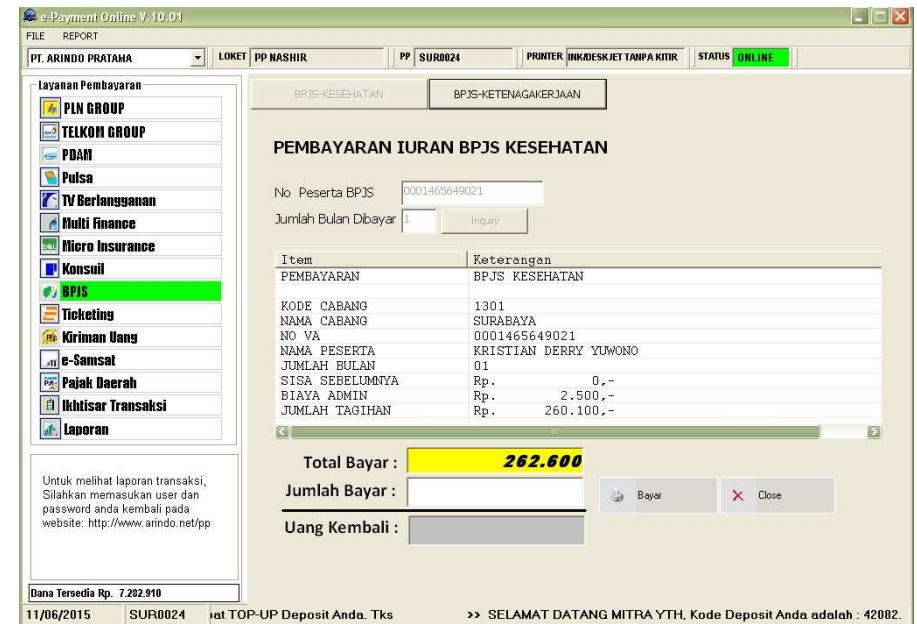 e-Payment Online V.10.01
FILE REPORT
PT. ARINDO PRATAMA LOKET PP NASHIR PP SUR0024 PRINTER INK/DESKJET TANPA KITIR STATUS ONLINE
Layanan Pembayaran
PLN GROUP
TELKOM GROUP
PDAM
Pulsa
TV Berlangganan
Multi Finance
Micro Insurance
Konsuil
BPJS
Ticketing
Kiriman Uang
e-Samsat
Pajak Daerah
Ikhtisar Transaksi
Laporan
Untuk melihat laporan transaksi,
Silahkan memasukan user dan
password anda kembali pada
website: http://www.arindo.net/pp
Dana Tersedia Rp. 7.282.910
BPJS-KESEHATAN BPJS-KETENAGAKERJAAN
PEMBAYARAN IURAN BPJS KESEHATAN
No Peserta BPJS 0001465649021
Jumlah Bulan Dibayar 1 Inquiry
Item Keterangan
PEMBAYARAN BPJS KESEHATAN
KODE CABANG 1301
NAMA CABANG SURABAYA
NO VA 0001465649021
NAMA PESERTA KRISTIAN DERRY YUWONO
JUMLAH BULAN 01
SISA SEBELUMNYA Rp. 0,-
BIAYA ADMIN Rp. 2.500,-
JUMLAH TAGIHAN Rp. 260.100,-
Total Bayar : 262.600
Jumlah Bayar : Bayar Close
Uang Kembali :
11/06/2015 SUR0024 at TOP-UP Deposit Anda. Tks >> SELAMAT DATANG MITRA YTH, Kode Deposit Anda adalah : 42082.